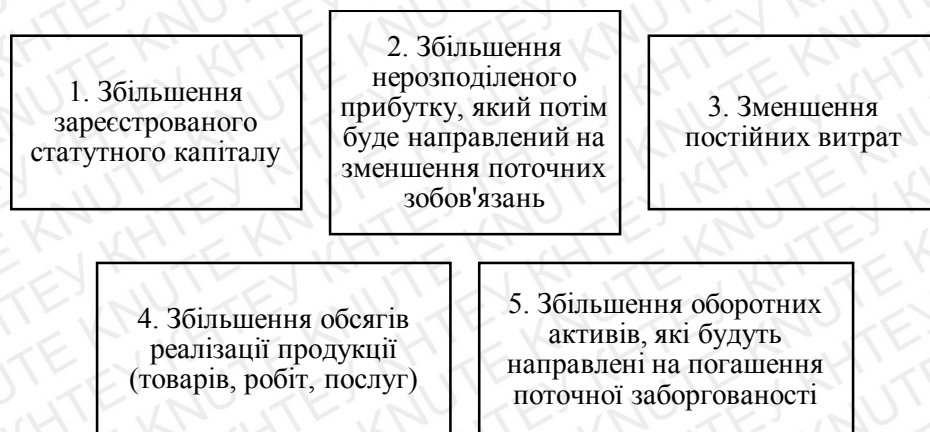 1. Збільшення
зареєстрованого
статутного капіталу
2. Збільшення
нерозподіленого
прибутку, який потім
буде направлений на
зменшення поточних
зобов'язань
3. Зменшення
постійних витрат
4. Збільшення обсягів
реалізації продукції
(товарів, робіт, послуг)
5. Збільшення оборотних
активів, які будуть
направлені на погашення
поточної заборгованості